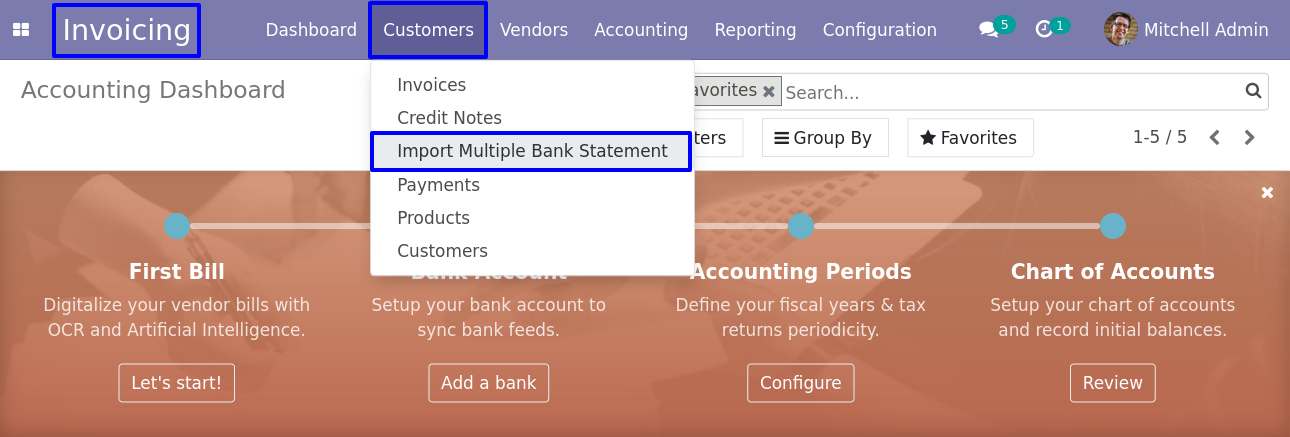 Invoicing Dashboard Customers Vendors Accounting Reporting Configuration 5 1 Mitchell Admin
Accounting Dashboard
Invoices
Credit Notes
Import Multiple Bank Statement
Payments
Products
Customers
Search...
Group By Favorites 1-5 / 5
First Bill
Digitalize your vendor bills with
OCR and Artificial Intelligence.
Let's start!
Bank Account
Setup your bank account to
sync bank feeds.
Add a bank
Accounting Periods
Define your fiscal years & tax
returns periodicity.
Configure
Chart of Accounts
Setup your chart of accounts
and record initial balances.
Review